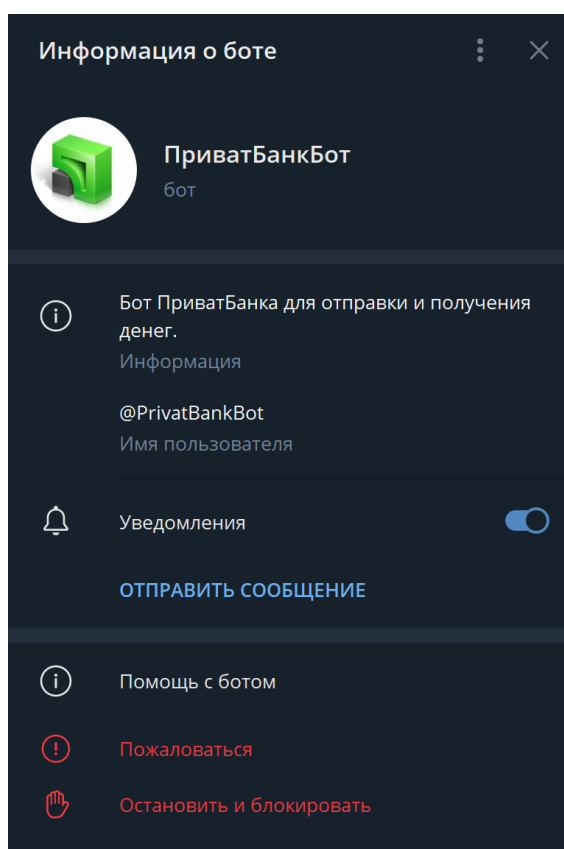 Информация о боте
ПриватБанкБот
бот
Бот ПриватБанка для отправки и получения
денег.
Информация
@PrivatBankBot
Имя пользователя
Уведомления
ОТПРАВИТЬ СООБЩЕНИЕ
Помощь с ботом
Пожаловаться
Остановить и блокировать